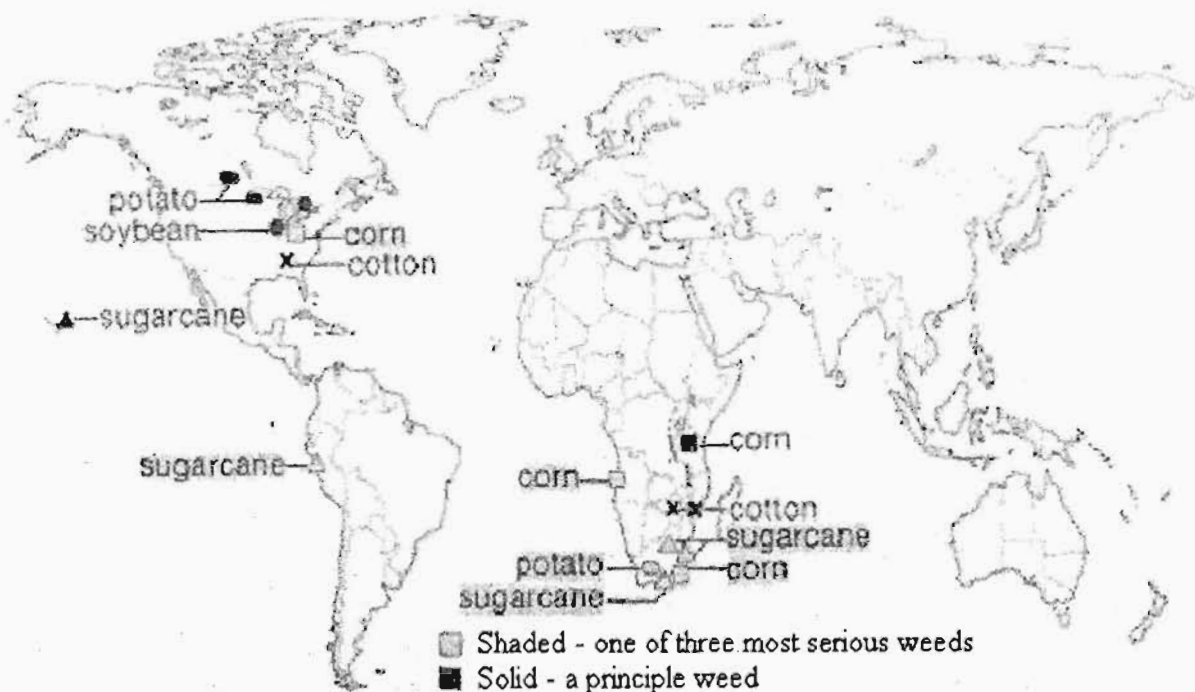 potato
soybean
corn
cotton
sugarcane
sugarcane
corn
corn
cotton
sugarcane
potato
corn
sugarcane
Shaded - one of three most serious weeds
Solid - a principle weed